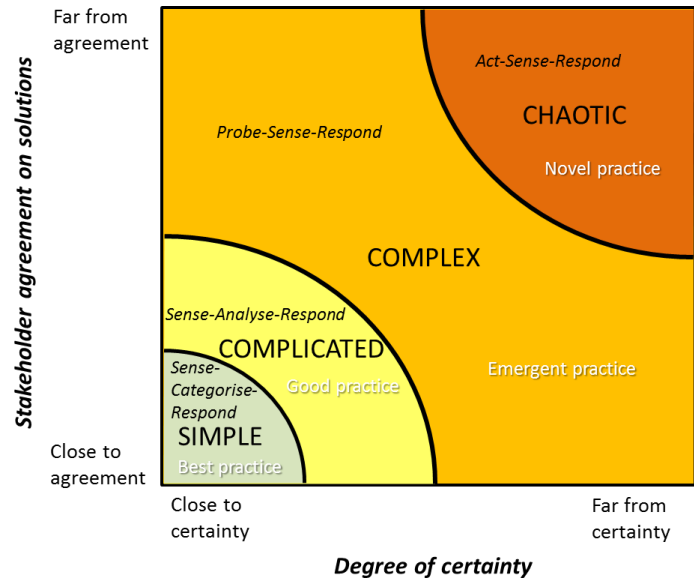 Far from
agreement
Stakeholder agreement on solutions
Act-Sense-Respond
CHAOTIC
Novel practice
Probe-Sense-Respond
COMPLEX
Emergent practice
Sense-Analyse-Respond
COMPLICATED
Good practice
Sense-
Categorise-
Respond
SIMPLE
Best practice
Close to
agreement
Close to
certainty
Far from
certainty
Degree of certainty